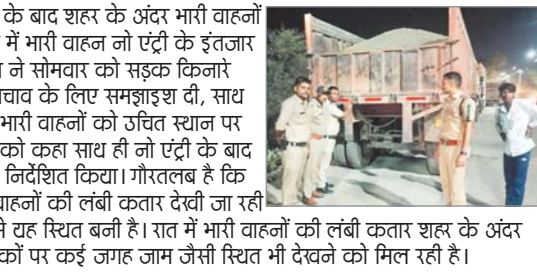 के बाद शहर के अंदर भारी वाहनों
में भारी वाहन नो एंट्री के इंतजार
ने सोमवार को सड़क किनारे
बचाव के लिए समझाइश दी, साथ
भारी वाहनों को उचित स्थान पर
को कहा साथ ही नो एंट्री के बाद
निर्देशित किया। गौरतलब है कि
वाहनों की लंबी कतार देखी जा रही
यह स्थित बनी है। रात में भारी वाहनों की लंबी कतार शहर के अंदर
कई जगह जाम जैसी स्थित भी देखने को मिल रही है।